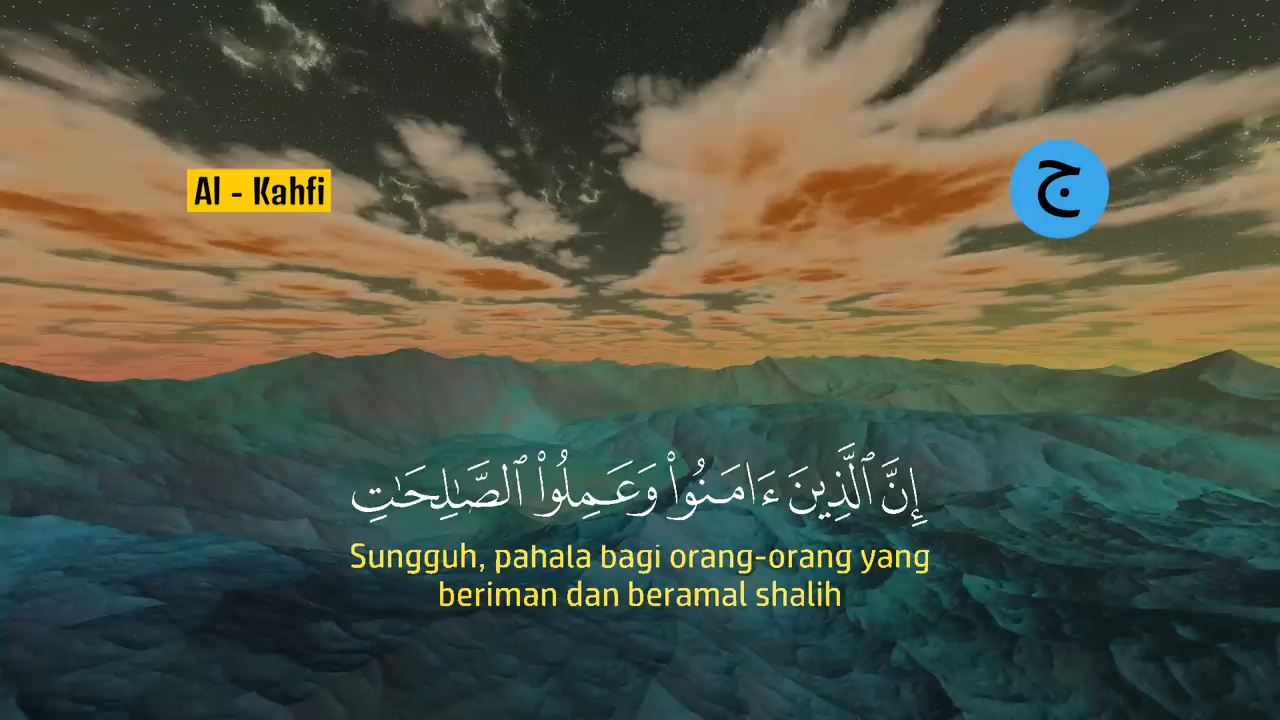 Al - Kahfi
ج
إِنَّ ٱلَّذِينَ ءَامَنُوا۟ وَعَمِلُوا۟ ٱلصَّـٰلِحَـٰتِ
Sungguh, pahala bagi orang-orang yang
beriman dan beramal shalih